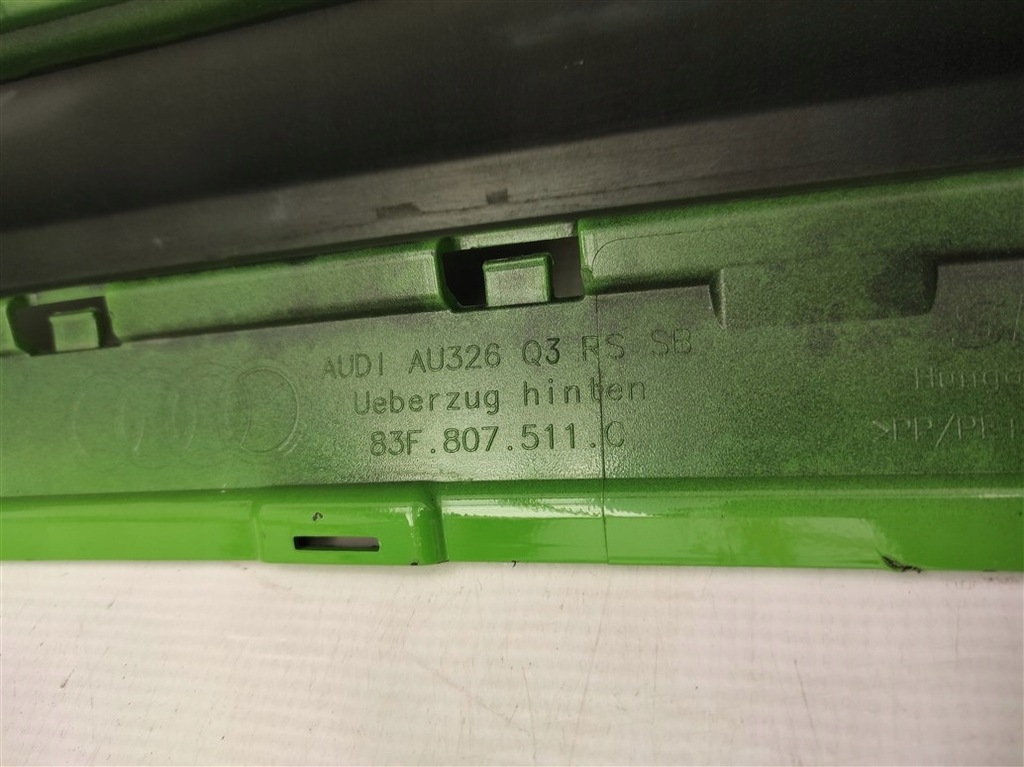 AUDI AU326 Q3 RS SB
Ueberzug hinten
83F.807.511.C